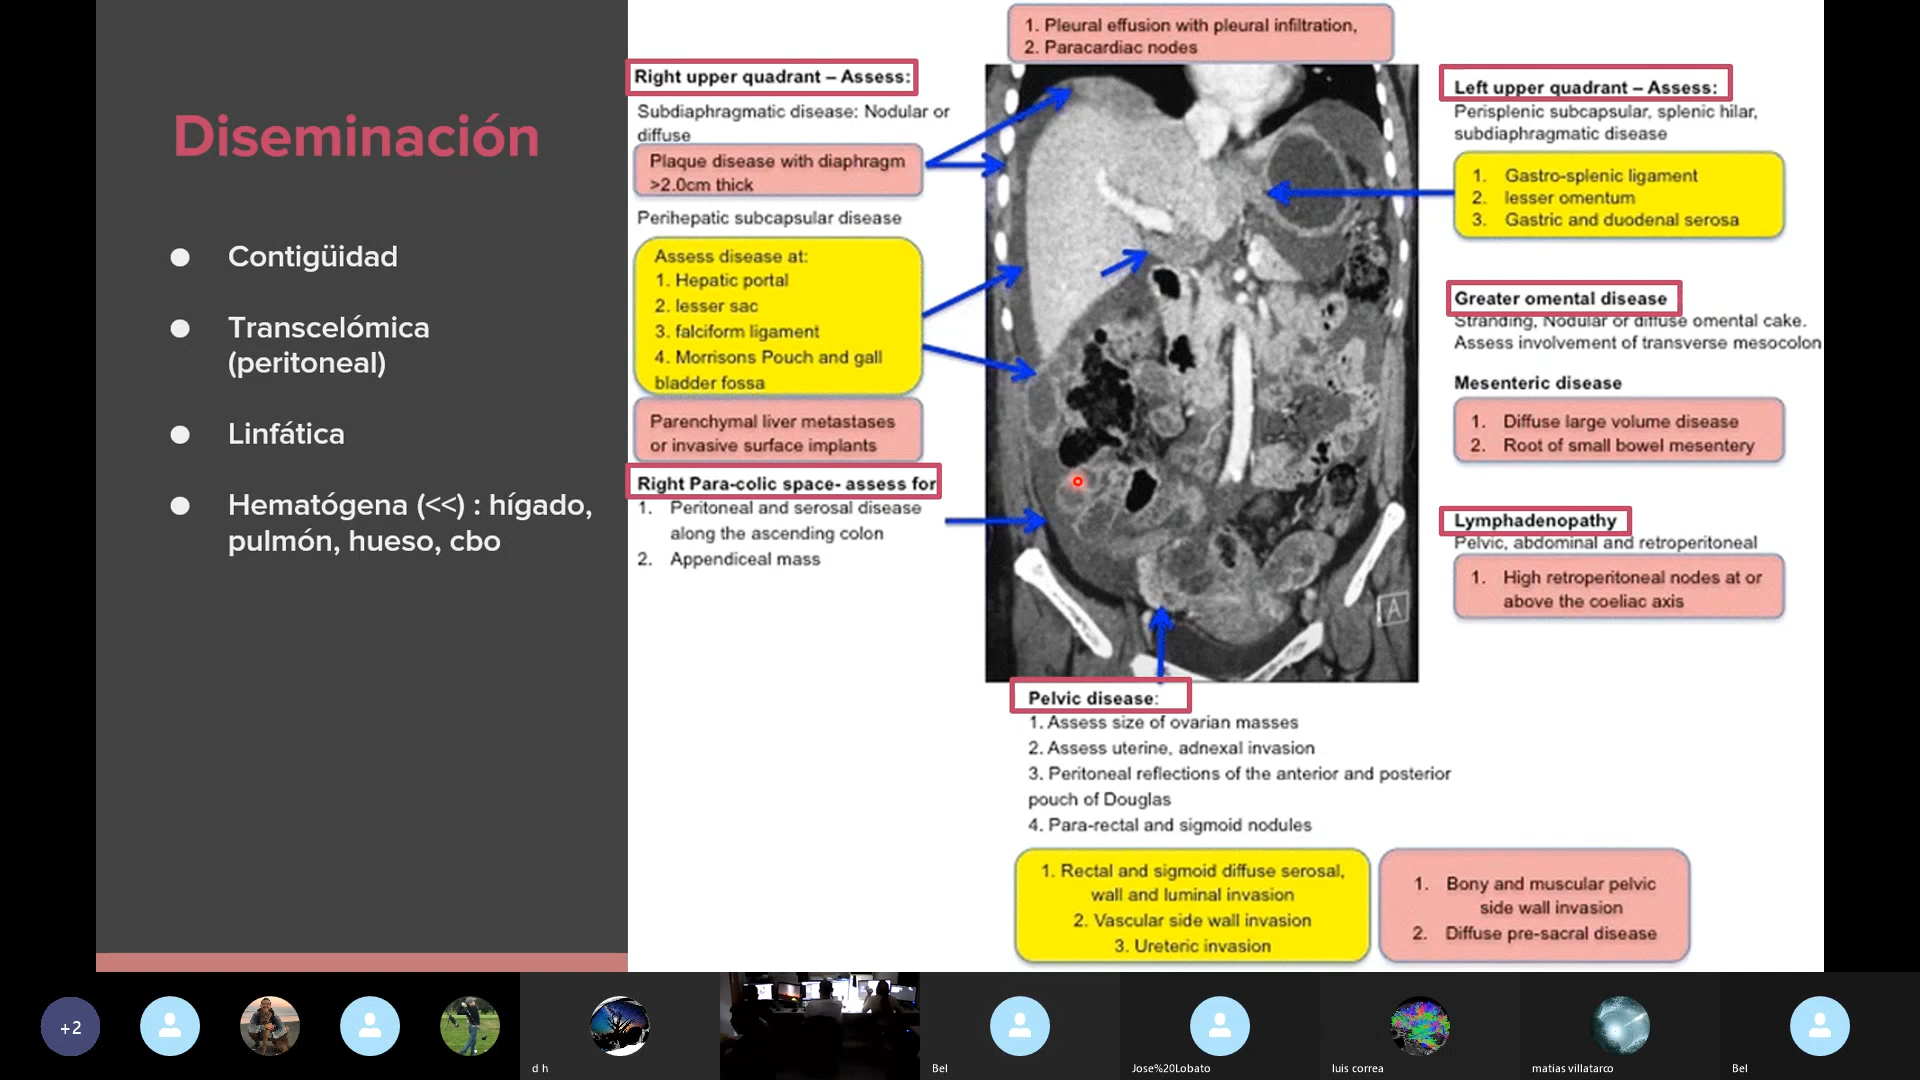 Diseminación
Contigüidad
Transcelómica
(peritoneal)
Linfática
Hematógena (<<) : hígado,
pulmón, hueso, cbo
1. Pleural effusion with pleural infiltration,
2. Paracardiac nodes
Right upper quadrant – Assess:
Subdiaphragmatic disease: Nodular or
diffuse
Plaque disease with diaphragm
>2.0cm thick
Perihepatic subcapsular disease
Assess disease at:
1. Hepatic portal
2. lesser sac
3. falciform ligament
4. Morrisons Pouch and gall
bladder fossa
Parenchymal liver metastases
or invasive surface implants
Right Para-colic space- assess for
1. Peritoneal and serosal disease
along the ascending colon
2. Appendiceal mass
A
Left upper quadrant – Assess:
Perisplenic subcapsular, splenic hilar,
subdiaphragmatic disease
1. Gastro-splenic ligament
2. lesser omentum
3. Gastric and duodenal serosa
Greater omental disease
Stranding, Nodular or diffuse omental cake.
Assess involvement of transverse mesocolon
Mesenteric disease
1. Diffuse large volume disease
2. Root of small bowel mesentery
Lymphadenopathy
Pelvic, abdominal and retroperitoneal
1. High retroperitoneal nodes at or
above the coeliac axis
Pelvic disease:
1. Assess size of ovarian masses
2. Assess uterine, adnexal invasion
3. Peritoneal reflections of the anterior and posterior
pouch of Douglas
4. Para-rectal and sigmoid nodules
1. Rectal and sigmoid diffuse serosal,
wall and luminal invasion
2. Vascular side wall invasion
3. Ureteric invasion
1. Bony and muscular pelvic
side wall invasion
2. Diffuse pre-sacral disease
+2
d h
Bel
Jose%20Lobato
luis correa
matias villatarco
Bel